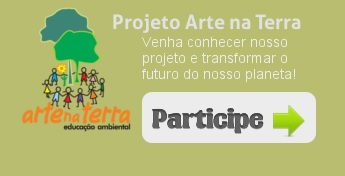 Projeto Arte na Terra
Venha conhecer nosso
projeto e transformar o
futuro do nosso planeta!
arte na terra
educação ambiental
Participe